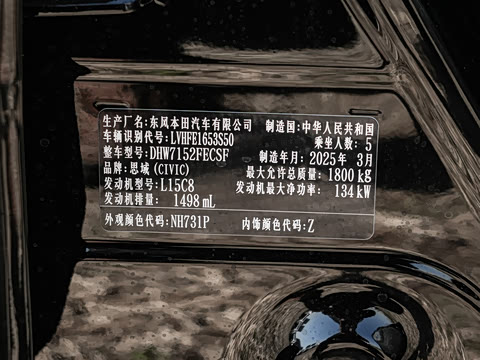 生产厂名:东风本田汽车有限公司 制造国:中华人民共和国
车辆识别代号:LVHFE1653S50 乘坐人数: 5
整车型号:DHW7152FECSF 制造年月: 2025年 3月
品牌: 思域 (CIVIC) 最大允许总质量: 1800 kg
发动机型号:L15C8 发动机最大净功率: 134 kW
发动机排量: 1498 mL
外观颜色代码:NH731P 内饰颜色代码:Z